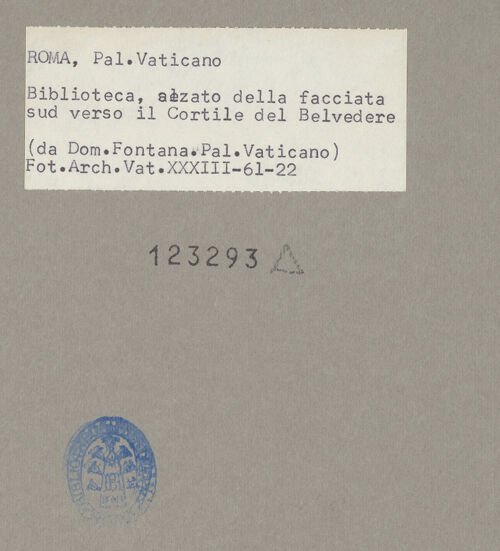 ROMA, Pal.Vaticano
Biblioteca, alzato della facciata
sud verso il Cortile del Belvedere
(da Dom.Fontana.Pal.Vaticano)
Fot.Arch.Vat.XXXIII-61-22
123293